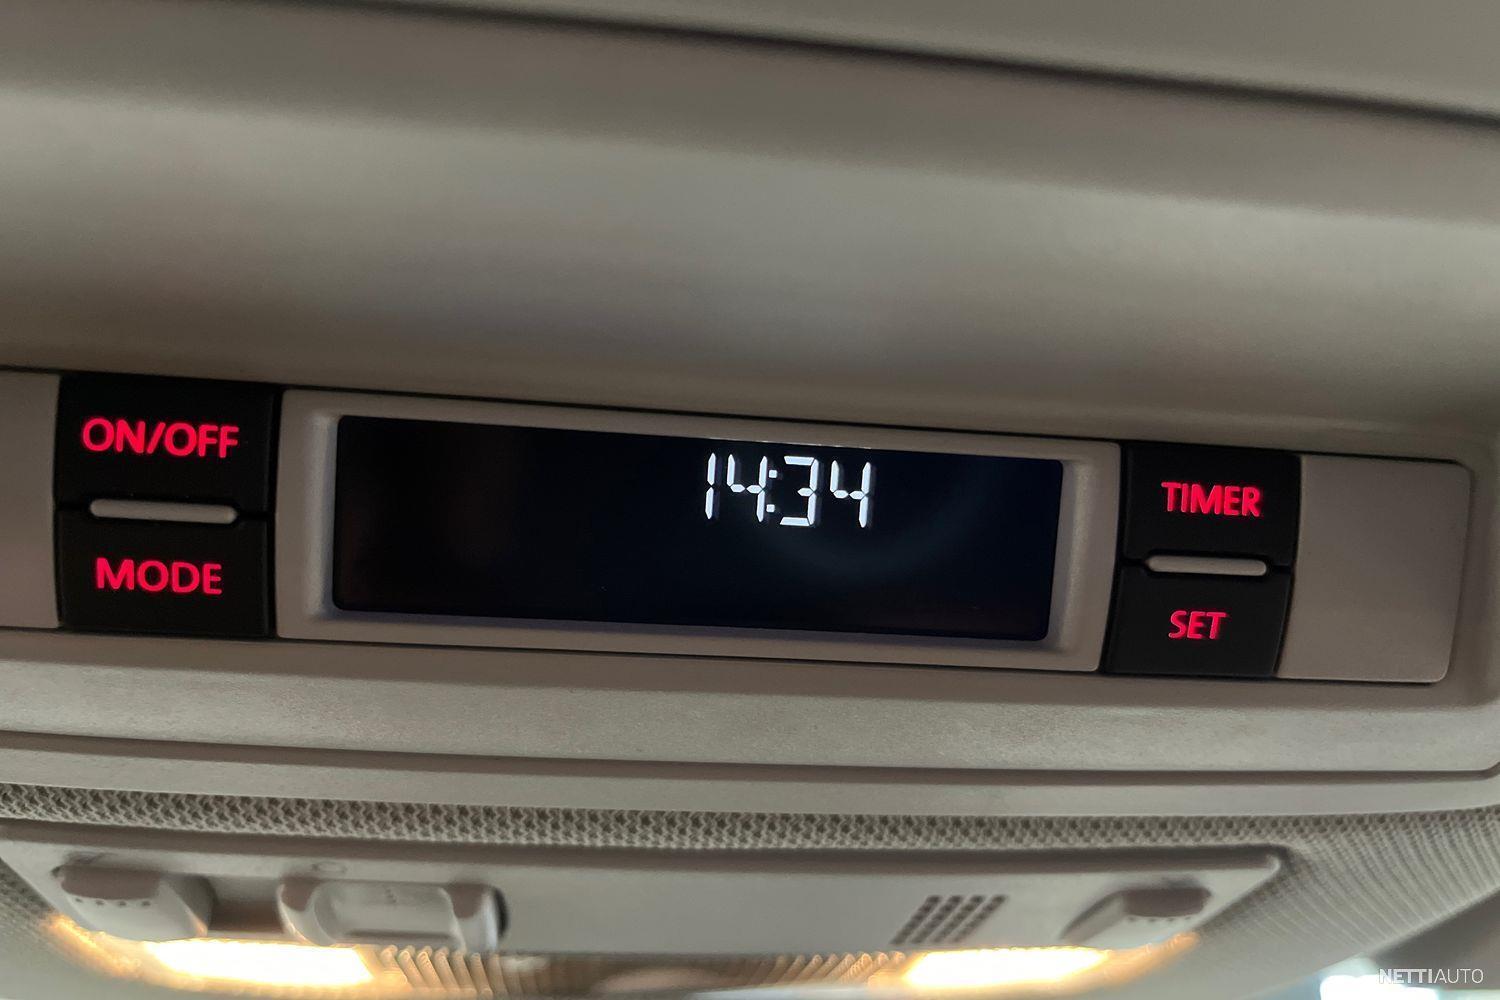 ON/OFF
MODE
14:34
TIMER
SET
NETTIAUTO